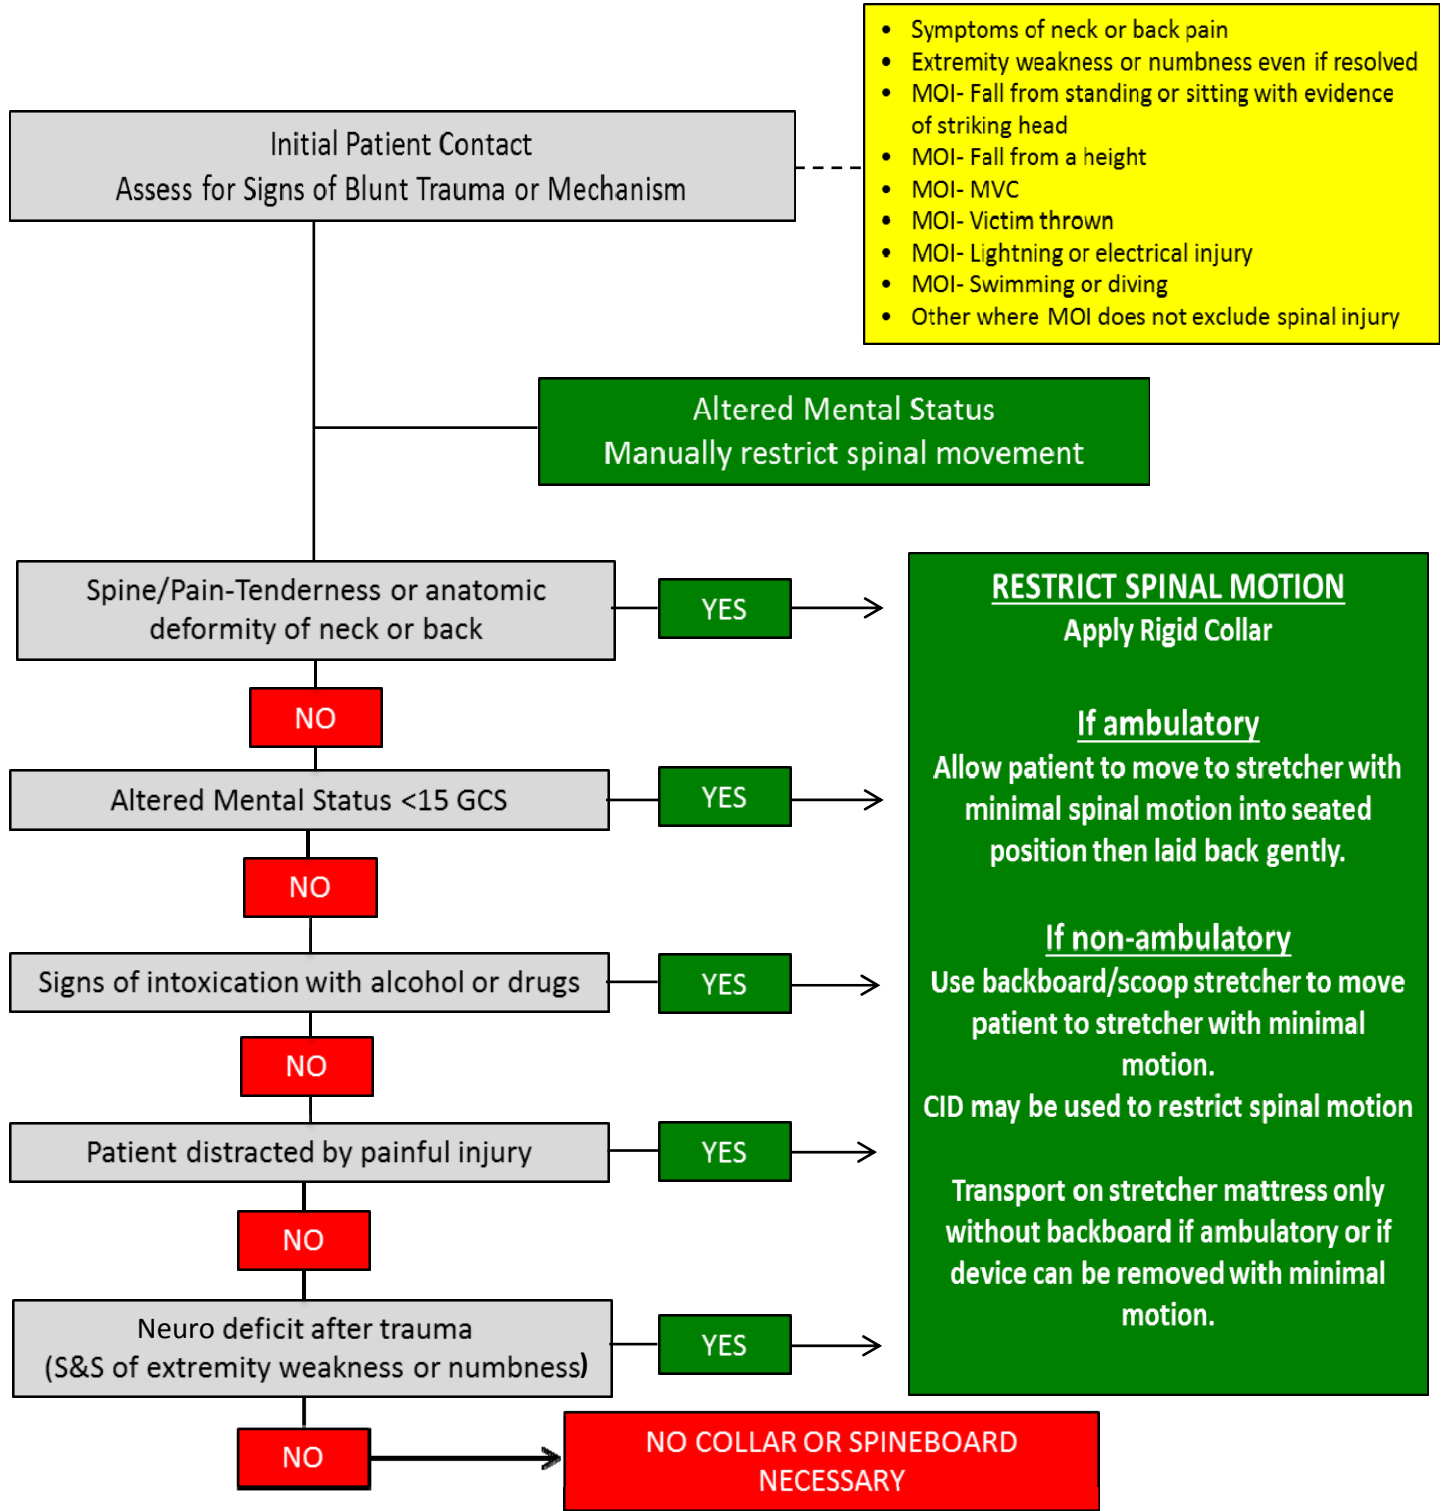 • Symptoms of neck or back pain
• Extremity weakness or numbness even if resolved
• MOI- Fall from standing or sitting with evidence
of striking head
• MOI- Fall from a height
• MOI- MVC
• MOI- Victim thrown
• MOI- Lightning or electrical injury
• MOI- Swimming or diving
• Other where MOI does not exclude spinal injury
Initial Patient Contact
Assess for Signs of Blunt Trauma or Mechanism
Altered Mental Status
Manually restrict spinal movement
Spine/Pain-Tenderness or anatomic
deformity of neck or back
YES
NO
Altered Mental Status <15 GCS
YES
NO
Signs of intoxication with alcohol or drugs
YES
NO
Patient distracted by painful injury
YES
NO
Neuro deficit after trauma
(S&S of extremity weakness or numbness)
YES
NO
NO COLLAR OR SPINEBOARD
NECESSARY
RESTRICT SPINAL MOTION
Apply Rigid Collar
If ambulatory
Allow patient to move to stretcher with
minimal spinal motion into seated
position then laid back gently.
If non-ambulatory
Use backboard/scoop stretcher to move
patient to stretcher with minimal
motion.
CID may be used to restrict spinal motion
Transport on stretcher mattress only
without backboard if ambulatory or if
device can be removed with minimal
motion.